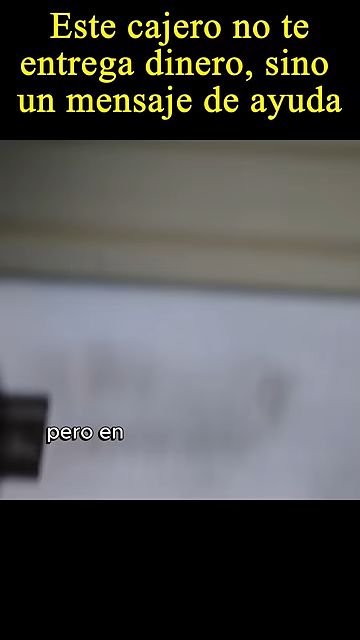 Este cajero no te
entrega dinero, sino
un mensaje de ayuda
pero en